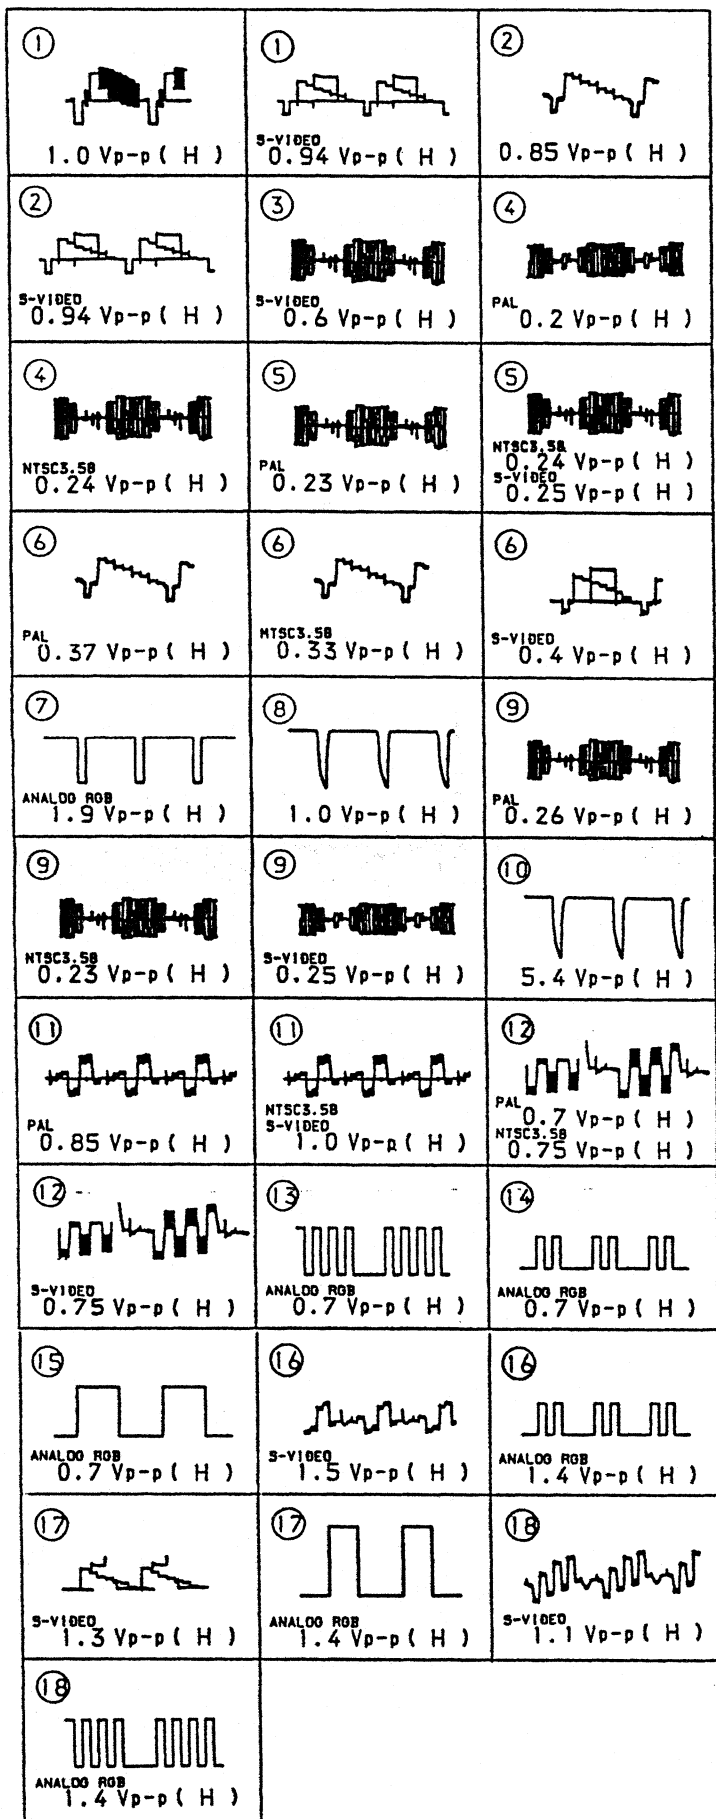 ① ① ②
1.0 Vp-p ( H )
S-VIDEO
0.94 Vp-p ( H )
0.85 Vp-p ( H )
② ③ ④
S-VIDEO
0.94 Vp-p ( H )
S-VIDEO
0.6 Vp-p ( H )
PAL
0.2 Vp-p ( H )
④ ⑤ ⑤
NTSC3.58
0.24 Vp-p ( H )
PAL
0.23 Vp-p ( H )
NTSC3.58
0.24 Vp-p ( H )
S-VIDEO
0.25 Vp-p ( H )
⑥ ⑥ ⑥
PAL
0.37 Vp-p ( H )
NTSC3.58
0.33 Vp-p ( H )
S-VIDEO
0.4 Vp-p ( H )
⑦ ⑧ ⑨
ANALOG RGB
1.9 Vp-p ( H )
1.0 Vp-p ( H )
PAL
0.26 Vp-p ( H )
⑨ ⑨ ⑩
NTSC3.58
0.23 Vp-p ( H )
S-VIDEO
0.25 Vp-p ( H )
5.4 Vp-p ( H )
⑪ ⑪ ⑫
PAL
0.85 Vp-p ( H )
NTSC3.58
S-VIDEO
1.0 Vp-p ( H )
PAL
0.7 Vp-p ( H )
NTSC3.58
0.75 Vp-p ( H )
⑫ ⑬ ⑭
S-VIDEO
0.75 Vp-p ( H )
ANALOG RGB
0.7 Vp-p ( H )
ANALOG RGB
0.7 Vp-p ( H )
⑮ ⑯ ⑯
ANALOG RGB
0.7 Vp-p ( H )
S-VIDEO
1.5 Vp-p ( H )
ANALOG RGB
1.4 Vp-p ( H )
⑰ ⑰ ⑱
S-VIDEO
1.3 Vp-p ( H )
ANALOG RGB
1.4 Vp-p ( H )
S-VIDEO
1.1 Vp-p ( H )
⑱
ANALOG RGB
1.4 Vp-p ( H )